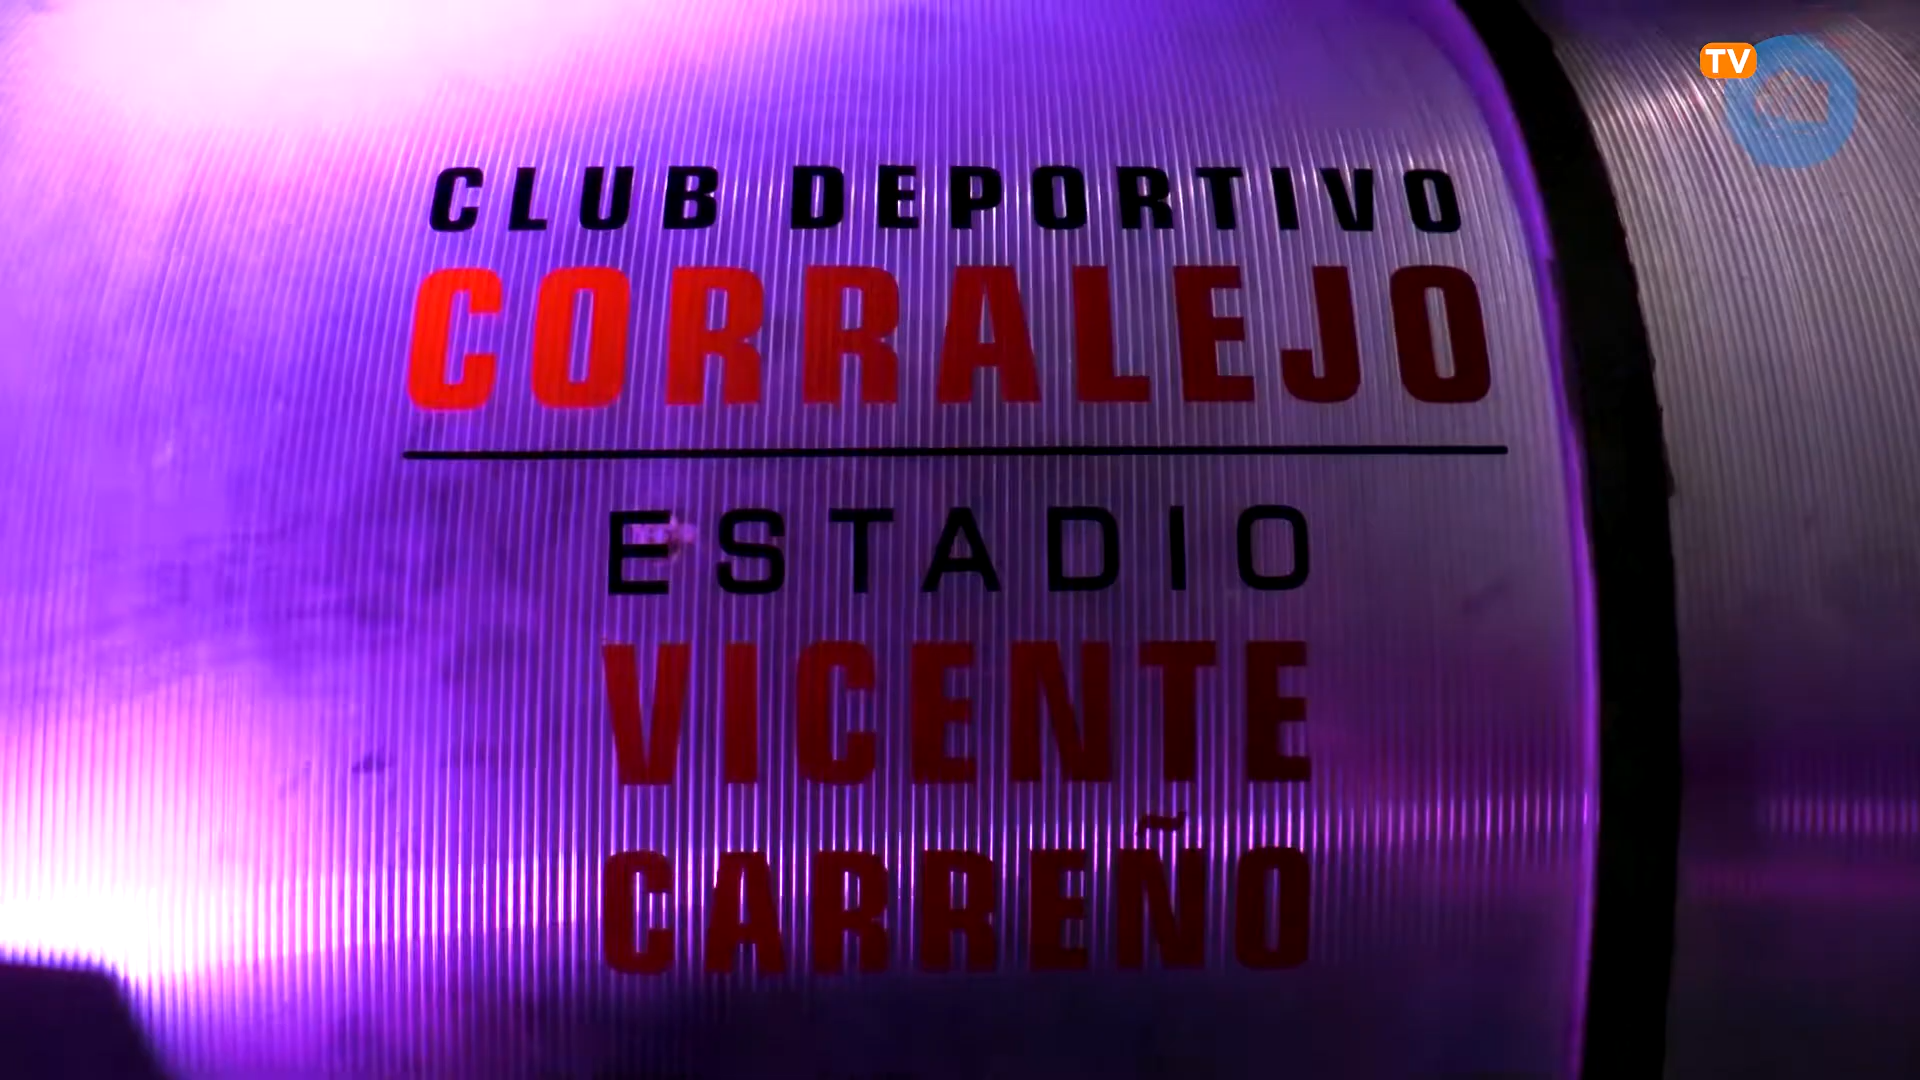 TV
CLUB DEPORTIVO
CORRALEJO
ESTADIO
VICENTE
CARREÑO